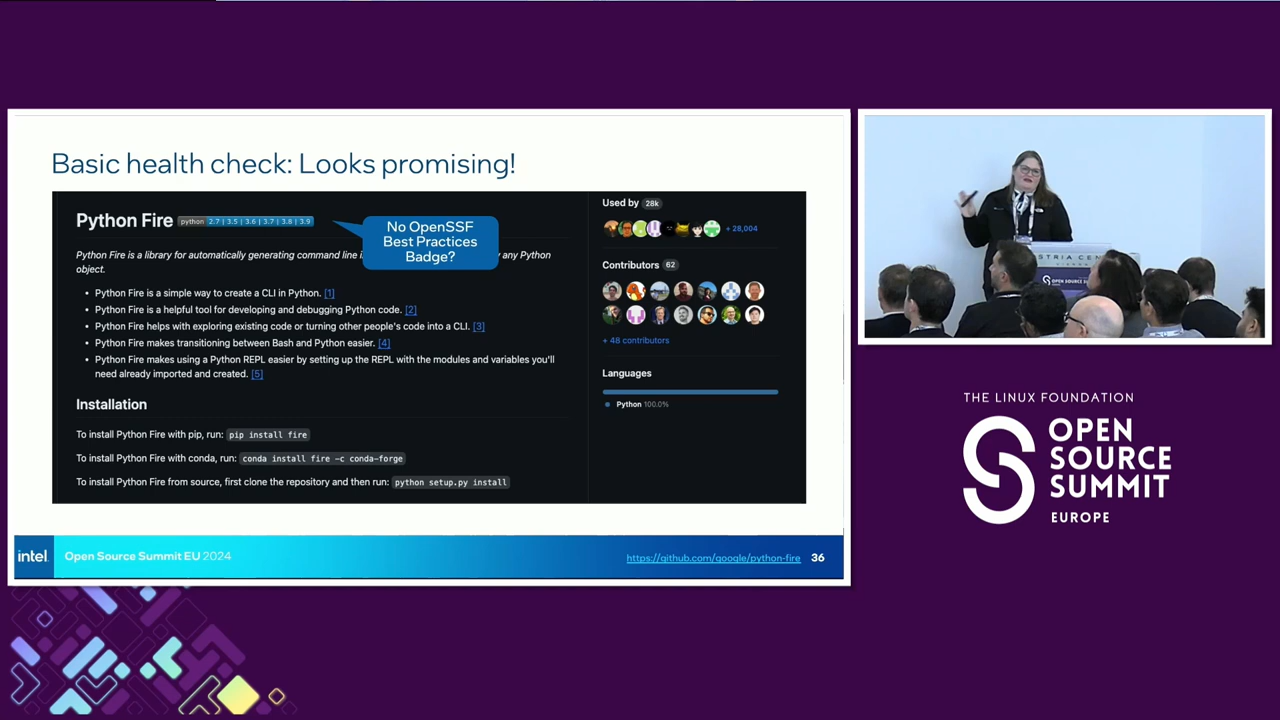 Basic health check: Looks promising!
Python Fire
python 2.7 | 3.5 | 3.6 | 3.7 | 3.8 | 3.9
No OpenSSF
Best Practices
Badge?
Python Fire is a library for automatically generating command line
any Python
object.
• Python Fire is a simple way to create a CLI in Python. [1]
• Python Fire is a helpful tool for developing and debugging Python code. [2]
• Python Fire helps with exploring existing code or turning other people's code into a CLI. [3]
• Python Fire makes transitioning between Bash and Python easier. [4]
• Python Fire makes using a Python REPL easier by setting up the REPL with the modules and variables you'll
need already imported and created. [5]
Installation
To install Python Fire with pip, run: pip install fire
To install Python Fire with conda, run: conda install fire -c conda-forge
To install Python Fire from source, first clone the repository and then run: python setup.py install
Used by 28k
+ 28,004
Contributors 62
+ 48 contributors
Languages
Python 100.0%
intel.
Open Source Summit EU 2024
https://github.com/google/python-fire
36
STRIA CEN
OPEN SOURCE
THE LINUX FOUNDATION
OPEN
SOURCE
SUMMIT
EUROPE